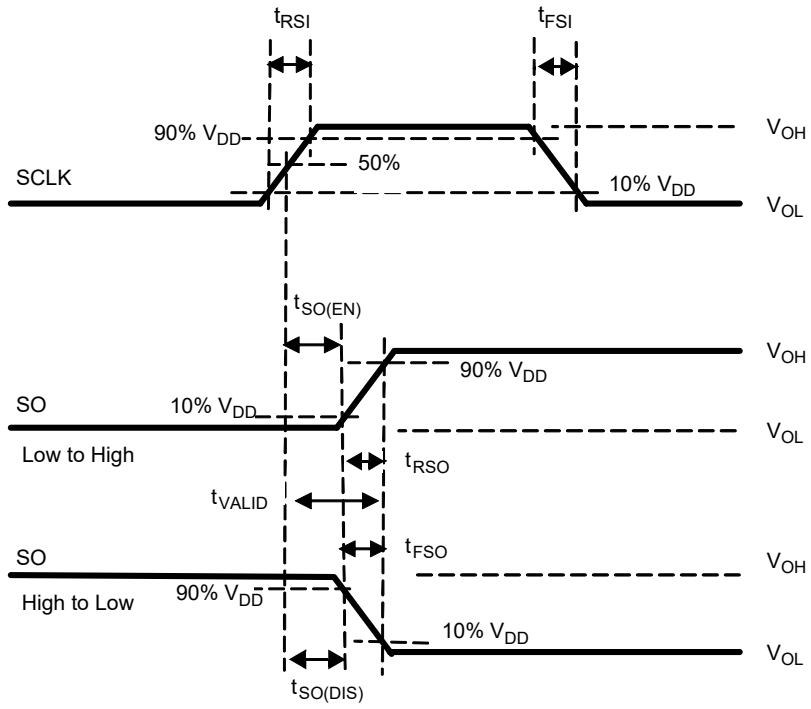 tRSI
tFSI
90% VDD
VOH
50%
SCLK
10% VDD
VOL
tSO(EN)
VOH
90% VDD
SO
10% VDD
VOL
Low to High
tRSO
tVALID
tFSO
SO
VOH
High to Low
90% VDD
10% VDD
VOL
tSO(DIS)